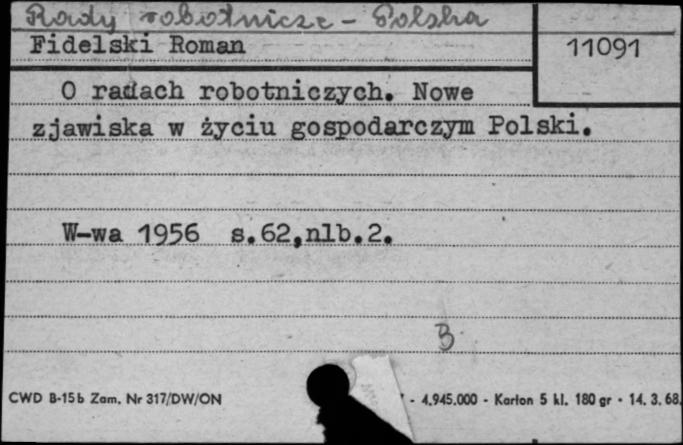 Rady robotnicze - Polska
Fidelski Roman
11091
O radach robotniczych. Nowe
zjawiska w życiu gospodarczym Polski.
W-wa 1956 s.62,nlb.2.
B
CWD B-15b Zam. Nr 317/DW/ON - 4.945.000 - Karton 5 kl. 180 gr - 14. 3. 68.